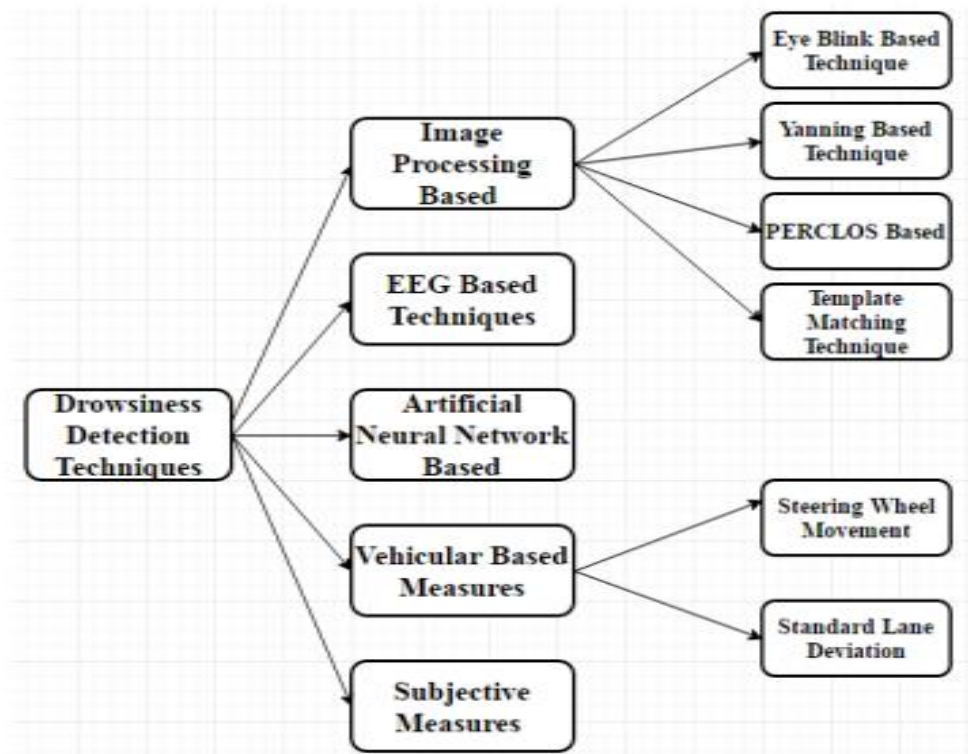 Drowsiness
Detection
Techniques
Image
Processing
Based
EEG Based
Techniques
Artificial
Neural Network
Based
Vehicular Based
Measures
Subjective
Measures
Eye Blink Based
Technique
Yanning Based
Technique
PERCLOS Based
Template
Matching
Technique
Steering Wheel
Movement
Standard Lane
Deviation